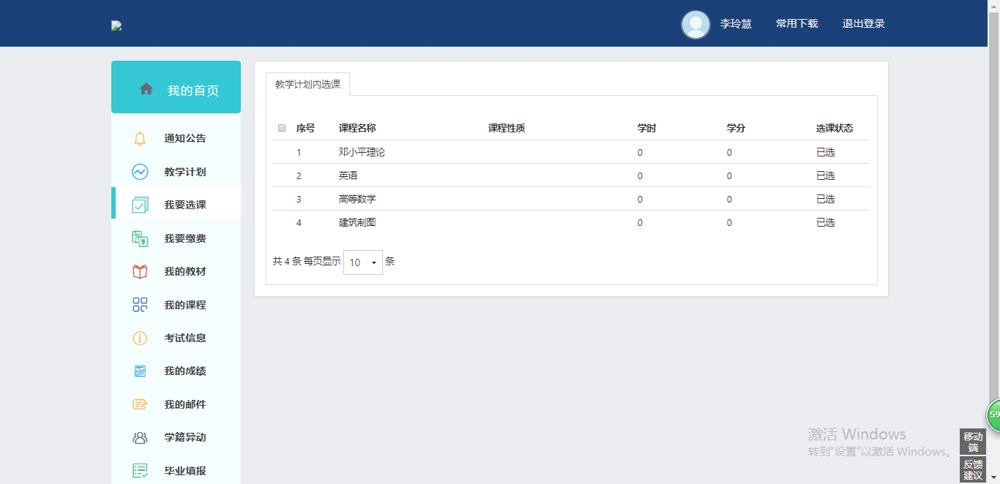 李玲慧 常用下载 退出登录
我的首页
通知公告
教学计划
我要选课
我要缴费
我的教材
我的课程
考试信息
我的成绩
我的邮件
学籍异动
毕业填报
教学计划内选课
序号 课程名称 课程性质 学时 学分 选课状态
1 邓小平理论 0 0 已选
2 英语 0 0 已选
3 高等数学 0 0 已选
4 建筑制图 0 0 已选
共 4 条 每页显示 10 条
激活 Windows
转到"设置"以激活 Windows。
59
移动
端
反馈
建议